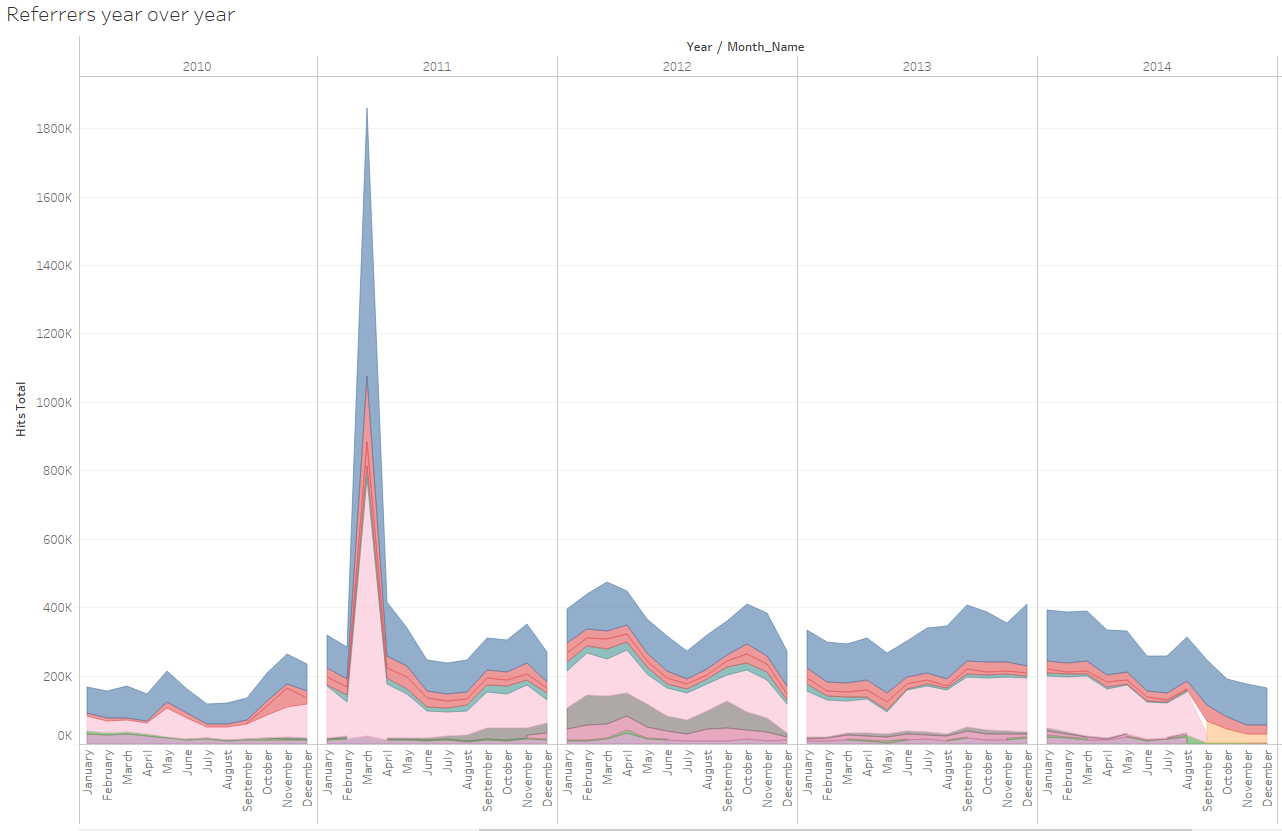 Referrers year over year
Year / Month_Name
2010 2011 2012 2013 2014
Hits Total
1800K
1600K
1400K
1200K
1000K
800K
600K
400K
200K
0K
January February March April May June July August September October November December January February March April May June July August September October November December January February March April May June July August September October November December January February March April May June July August September October November December January February March April May June July August September October November December